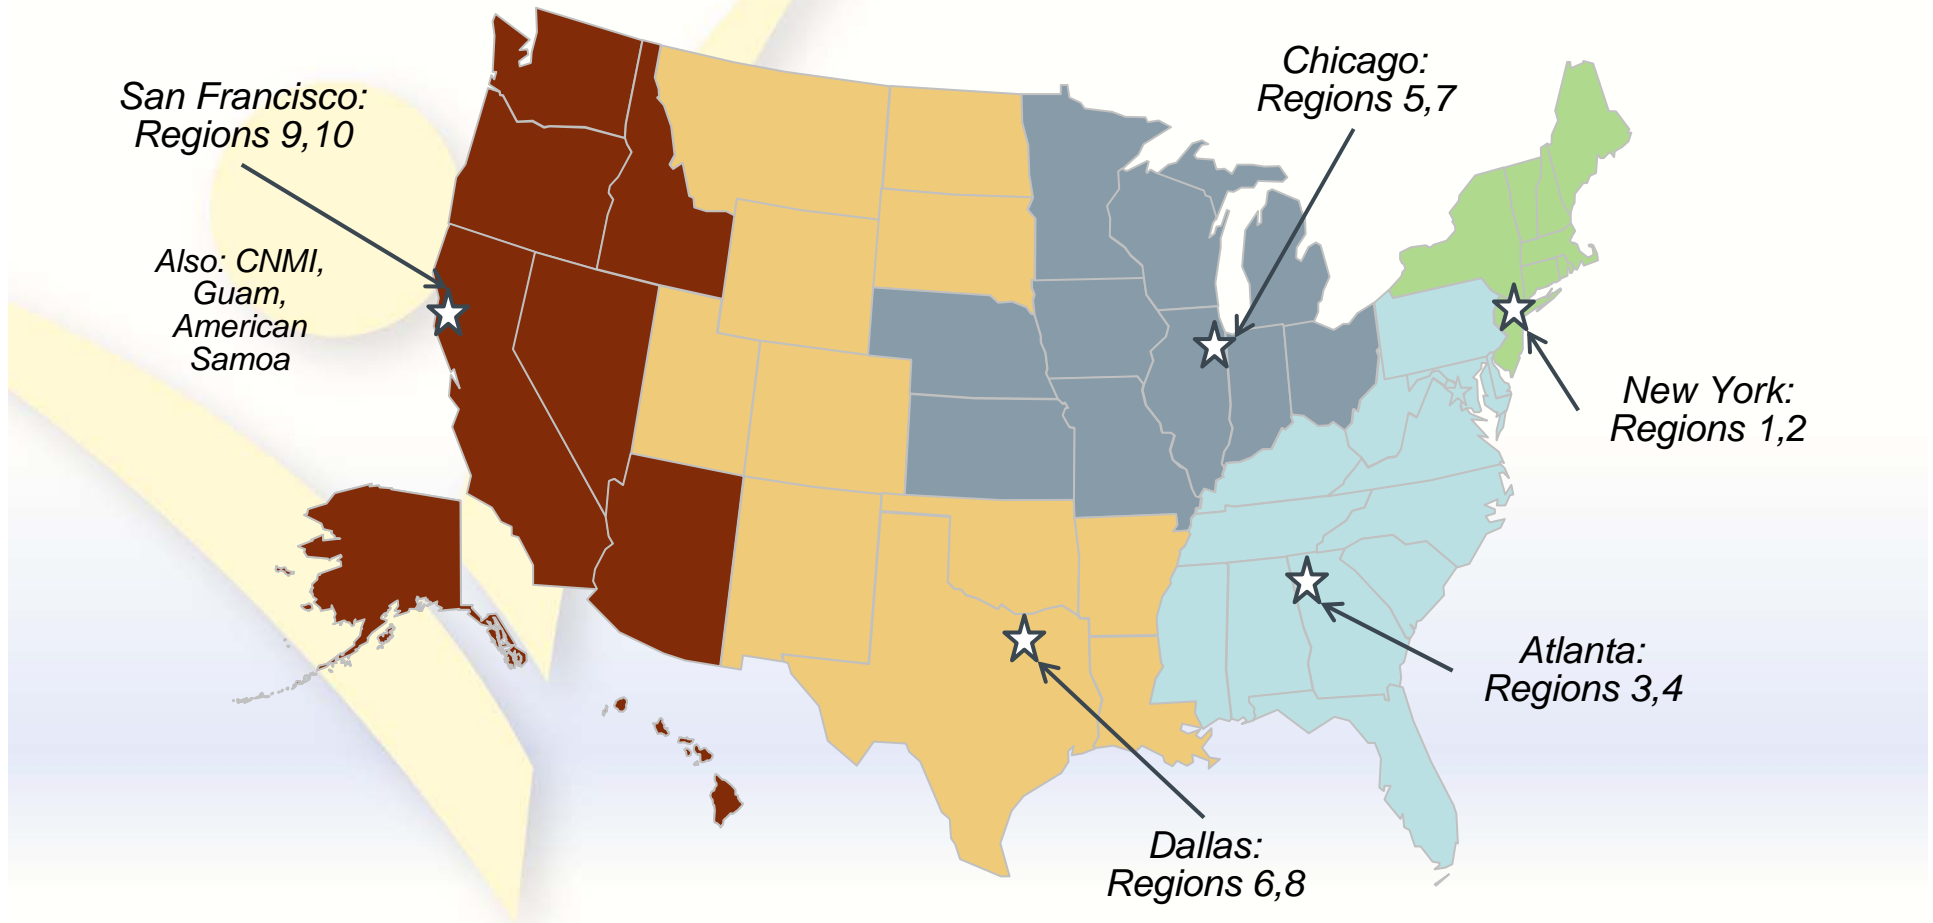 San Francisco:
Regions 9,10
Also: CNMI,
Guam,
American
Samoa
Chicago:
Regions 5,7
New York:
Regions 1,2
Atlanta:
Regions 3,4
Dallas:
Regions 6,8